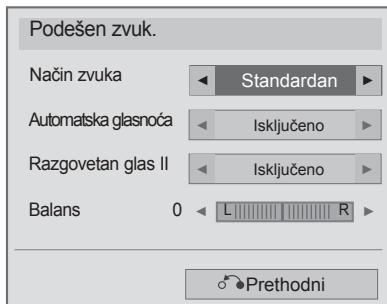 Podešen zvuk.
Način zvuka ◄ Standardan ►
Automatska glasnoća ◄ Isključeno ►
Razgovetan glas II ◄ Isključeno ►
Balans 0 ◄ L R ►
Prethodni